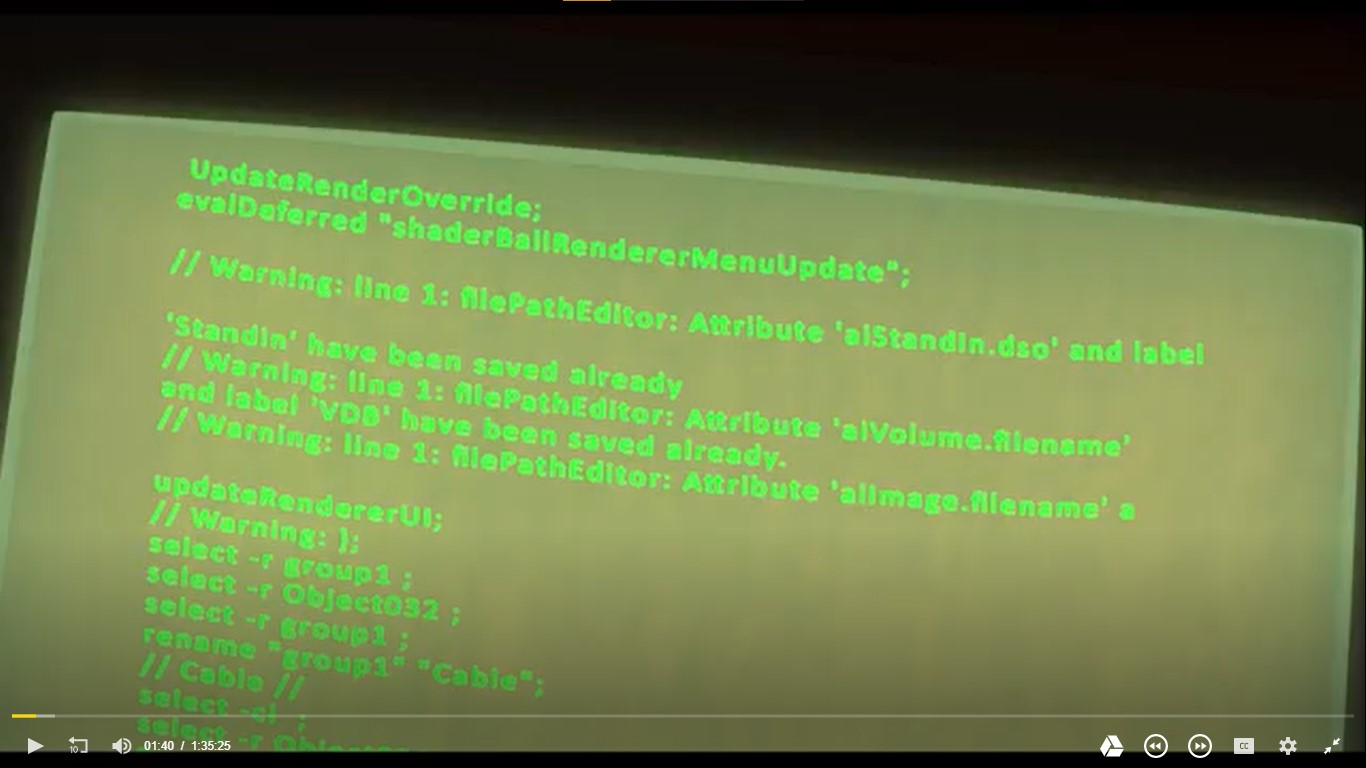 UpdateRenderOverride;
evalDeferred "shaderBallRendererMenuUpdate";
// Warning: line 1: filePathEditor: Attribute 'aiStandIn.dso' and label
'Standin' have been saved already
// Warning: line 1: filePathEditor: Attribute 'aiVolume.filename'
and label 'VDB' have been saved already.
// Warning: line 1: filePathEditor: Attribute 'aiImage.filename' a
updateRendererUI;
// Warning: };
select -r group1 ;
select -r Object032 ;
select -r group1 ;
rename "group1" "Cable";
// Cable //
select -cl ;
select -r
10
01:40 / 1:35:25
CC